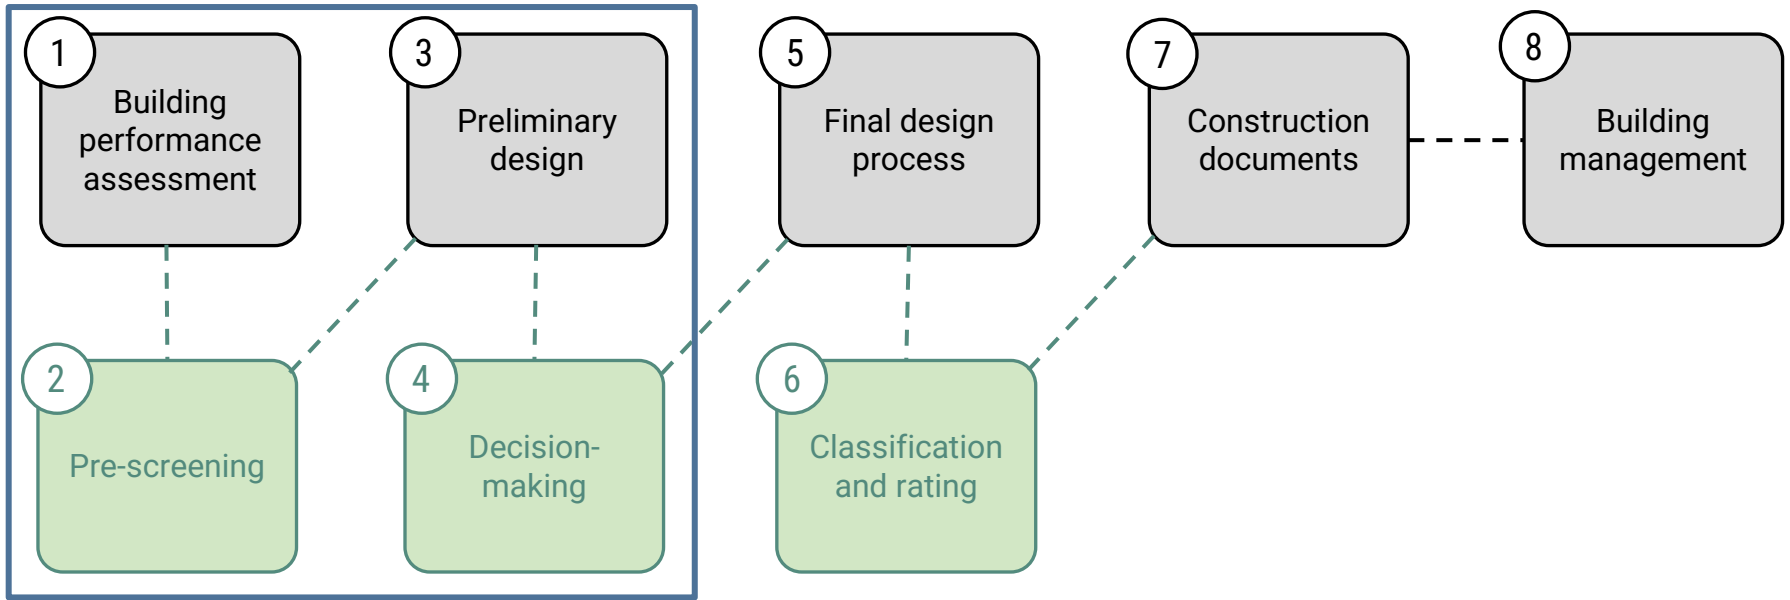 1
Building
performance
assessment
2
Pre-screening
3
Preliminary
design
4
Decision-
making
5
Final design
process
6
Classification
and rating
7
Construction
documents
8
Building
management